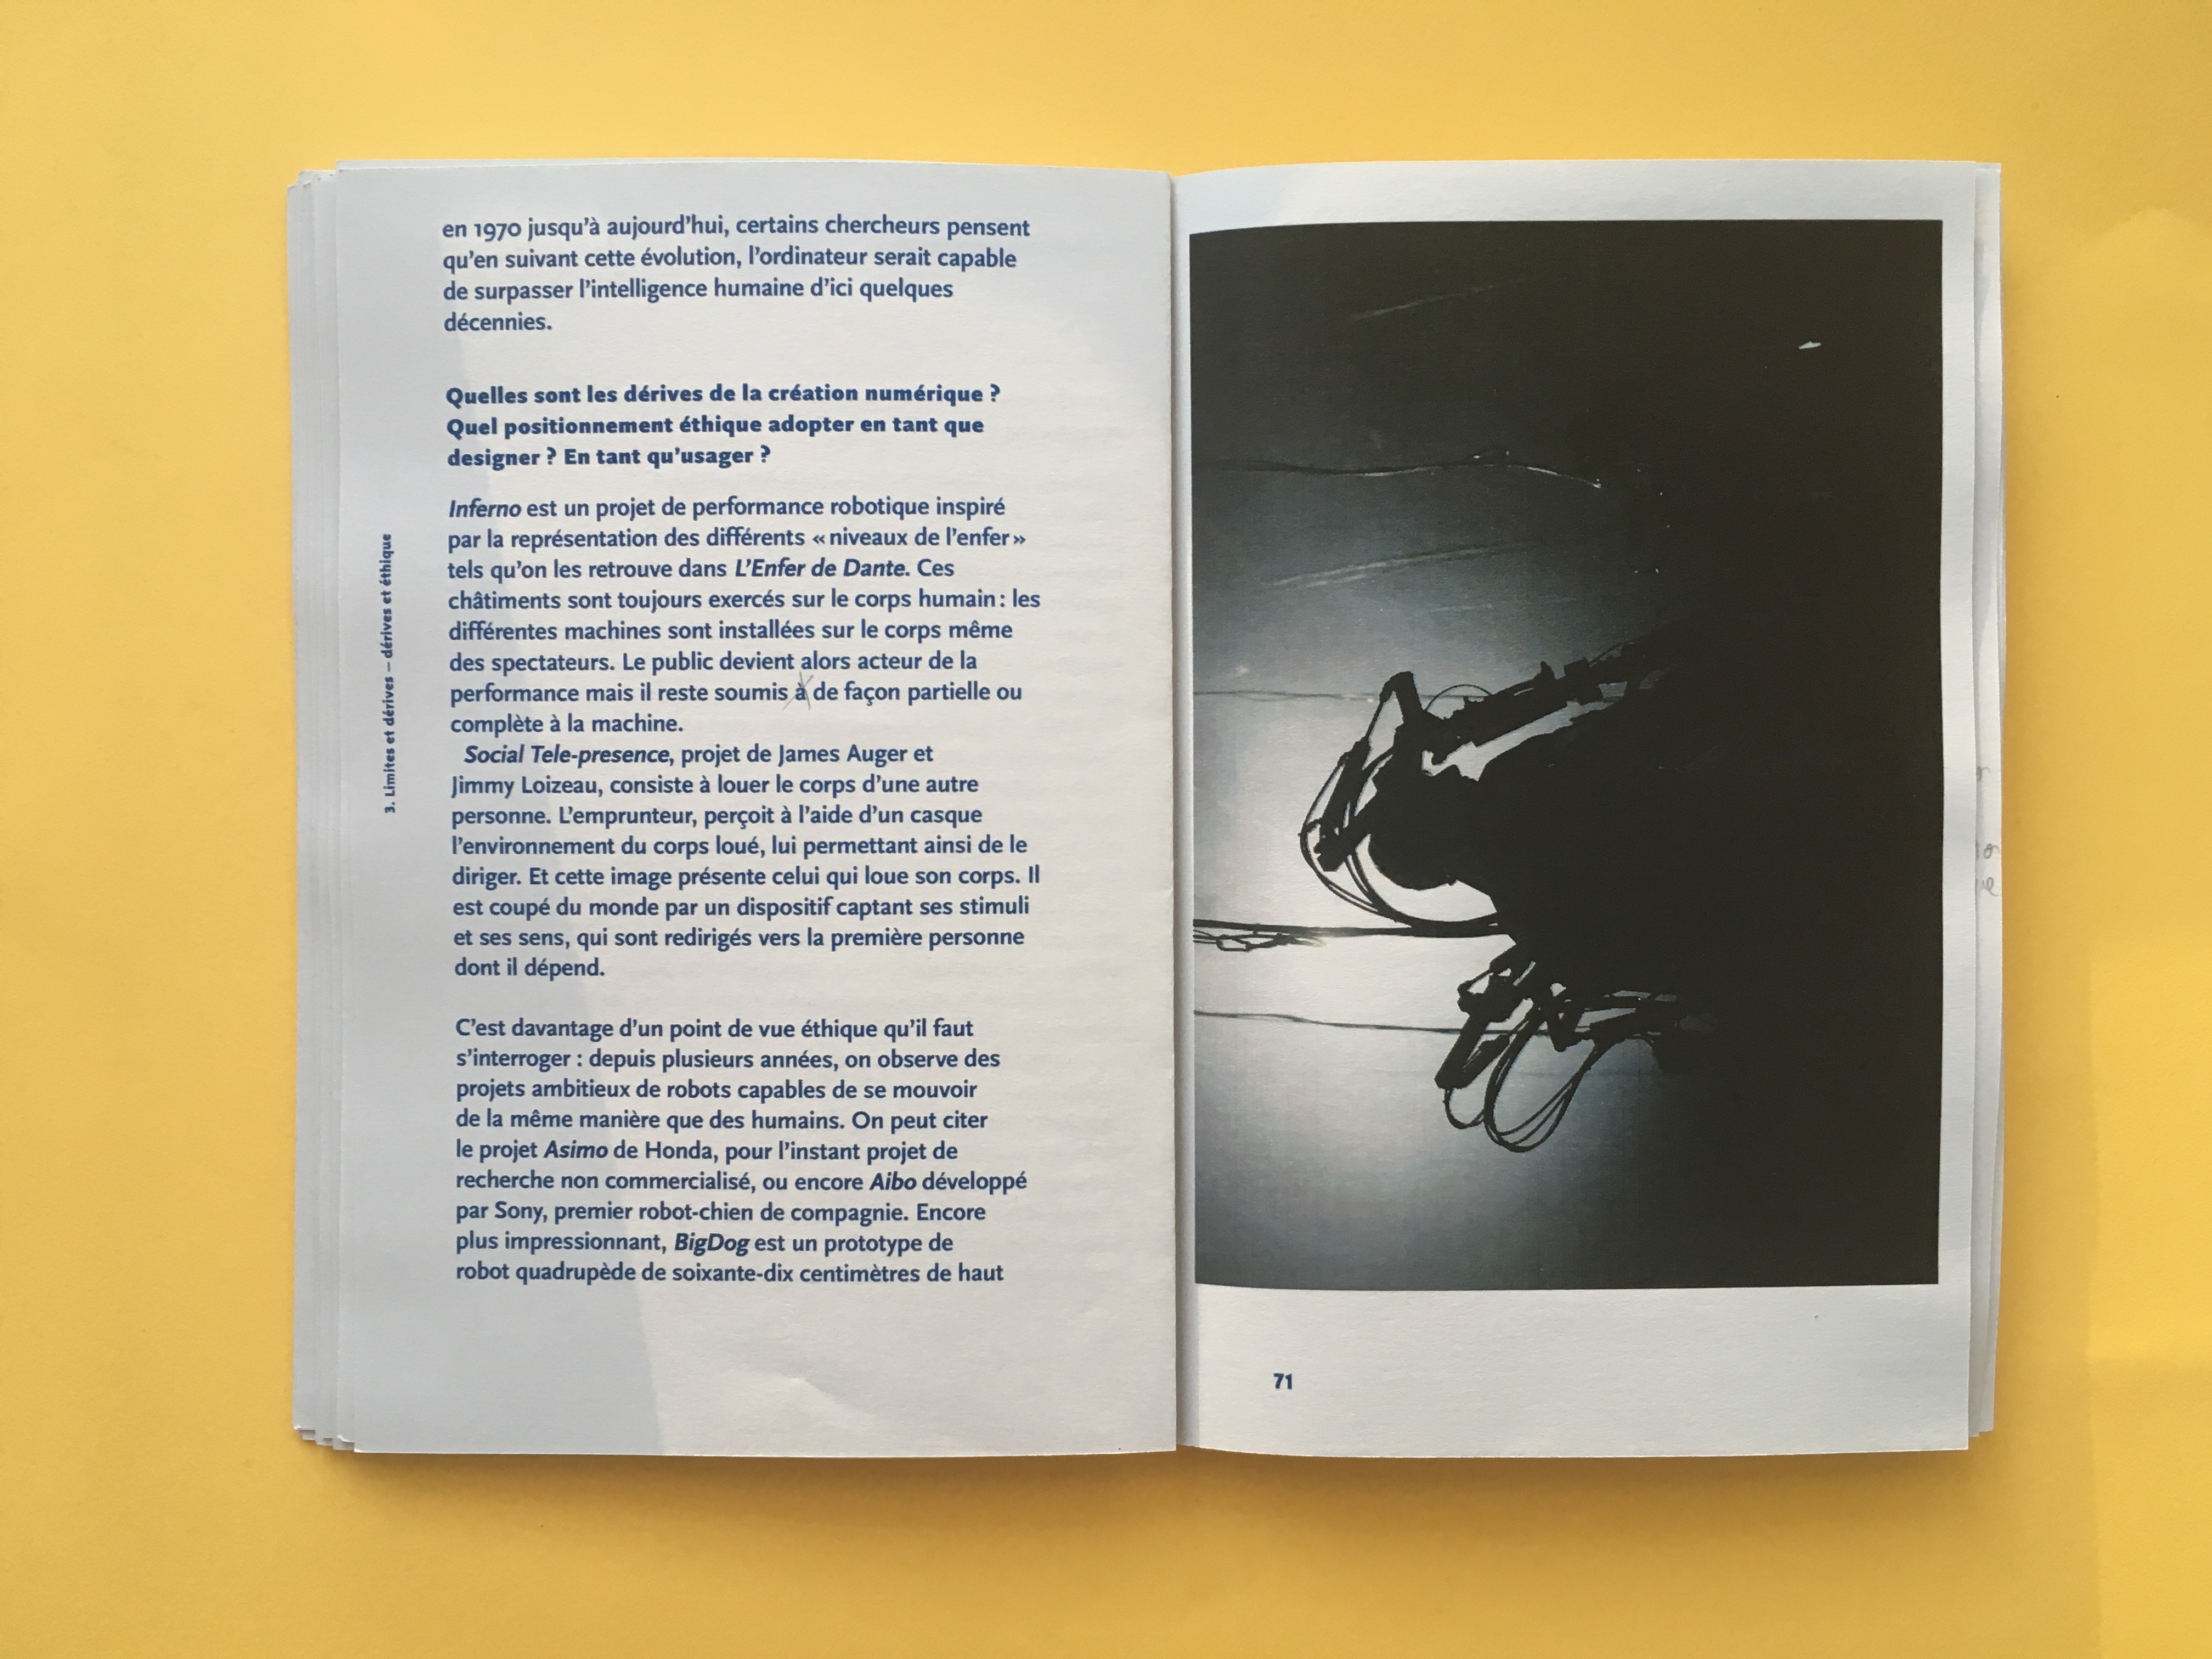 3. Limites et dérives – dérives et éthique
en 1970 jusqu'à aujourd'hui, certains chercheurs pensent
qu'en suivant cette évolution, l'ordinateur serait capable
de surpasser l'intelligence humaine d'ici quelques
décennies.
Quelles sont les dérives de la création numérique ?
Quel positionnement éthique adopter en tant que
designer ? En tant qu'usager ?
Inferno est un projet de performance robotique inspiré
par la représentation des différents « niveaux de l'enfer »
tels qu'on les retrouve dans L'Enfer de Dante. Ces
châtiments sont toujours exercés sur le corps humain : les
différentes machines sont installées sur le corps même
des spectateurs. Le public devient alors acteur de la
performance mais il reste soumis à de façon partielle ou
complète à la machine.
Social Tele-presence, projet de James Auger et
Jimmy Loizeau, consiste à louer le corps d'une autre
personne. L'emprunteur, perçoit à l'aide d'un casque
l'environnement du corps loué, lui permettant ainsi de le
diriger. Et cette image présente celui qui loue son corps. Il
est coupé du monde par un dispositif captant ses stimuli
et ses sens, qui sont redirigés vers la première personne
dont il dépend.
C'est davantage d'un point de vue éthique qu'il faut
s'interroger : depuis plusieurs années, on observe des
projets ambitieux de robots capables de se mouvoir
de la même manière que des humains. On peut citer
le projet Asimo de Honda, pour l'instant projet de
recherche non commercialisé, ou encore Aibo développé
par Sony, premier robot-chien de compagnie. Encore
plus impressionnant, BigDog est un prototype de
robot quadrupède de soixante-dix centimètres de haut
71